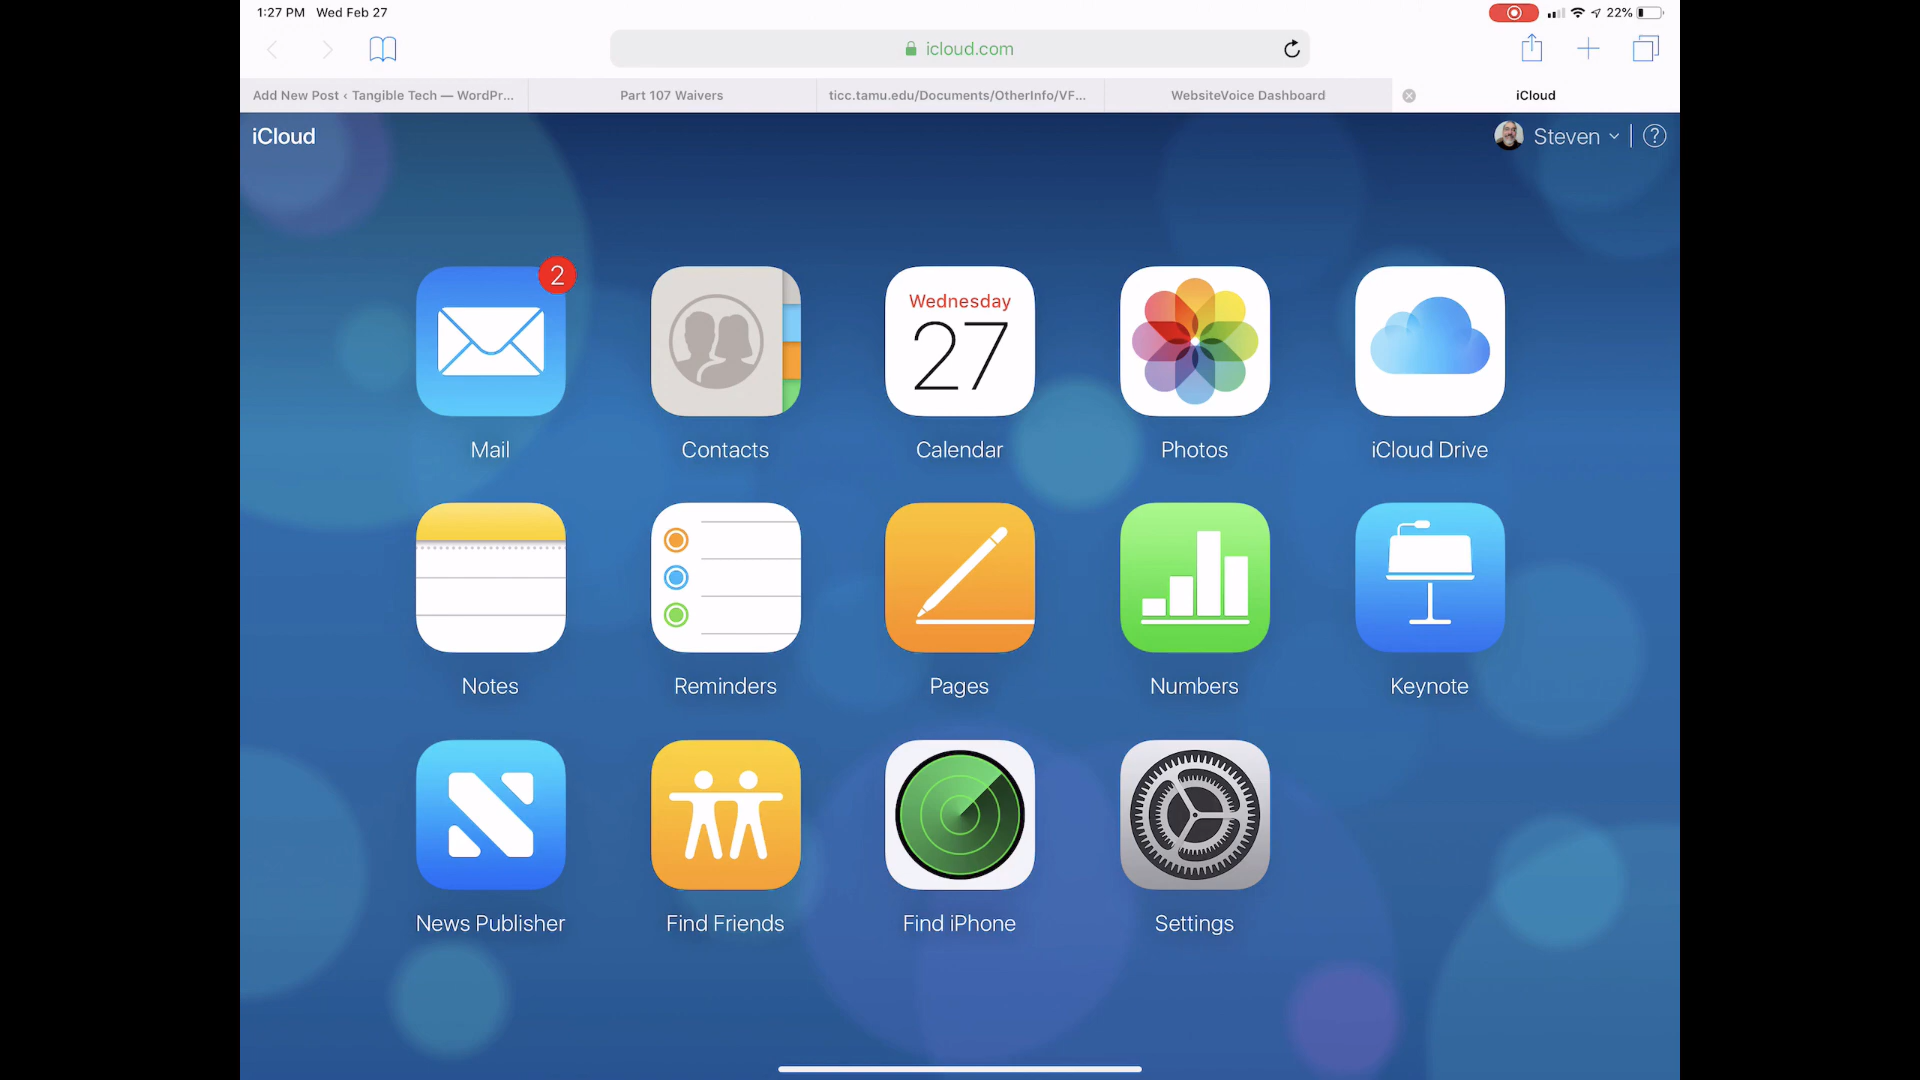 1:27 PM Wed Feb 27
22%
icloud.com
Add New Post ‹ Tangible Tech — WordPr...
Part 107 Waivers
ticc.tamu.edu/Documents/OtherInfo/VF...
WebsiteVoice Dashboard
iCloud
iCloud
Steven
?
2
Wednesday
27
Mail
Contacts
Calendar
Photos
iCloud Drive
Notes
Reminders
Pages
Numbers
Keynote
News Publisher
Find Friends
Find iPhone
Settings